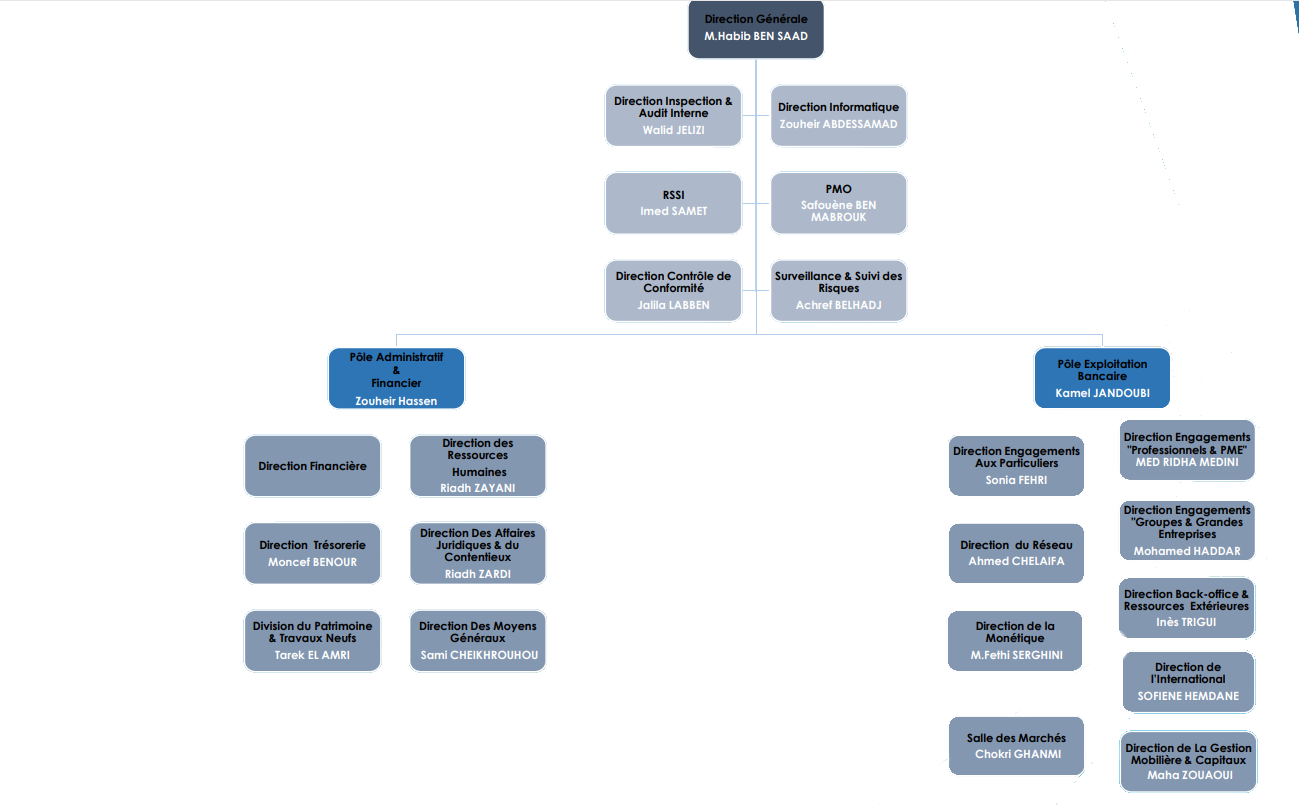 Direction Générale
M.Habib BEN SAAD
Direction Inspection &
Audit Interne
Walid JELIZI
Direction Informatique
Zouheir ABDESSAMAD
RSSI
Imed SAMET
PMO
Safouène BEN
MABROUK
Direction Contrôle de
Conformité
Jalila LABBEN
Surveillance & Suivi des
Risques
Achref BELHADJ
Pôle Administratif
&
Financier
Zouheir Hassen
Pôle Exploitation
Bancaire
Kamel JANDOUBI
Direction Financière
Direction des
Ressources
Humaines
Riadh ZAYANI
Direction Trésorerie
Moncef BENOUR
Direction Des Affaires
Juridiques & du
Contentieux
Riadh ZARDI
Division du Patrimoine
& Travaux Neufs
Tarek EL AMRI
Direction Des Moyens
Généraux
Sami CHEIKHROUHOU
Direction Engagements
Aux Particuliers
Sonia FEHRI
Direction Engagements
"Professionnels & PME"
MED RIDHA MEDINI
Direction du Réseau
Ahmed CHELAIFA
Direction Engagements
"Groupes & Grandes
Entreprises
Mohamed HADDAR
Direction de la
Monétique
M.Fethi SERGHINI
Direction Back-office &
Ressources Extérieures
Inès TRIGUI
Direction de
l'International
SOFIENE HEMDANE
Salle des Marchés
Chokri GHANMI
Direction de La Gestion
Mobilière & Capitaux
Maha ZOUAOUI